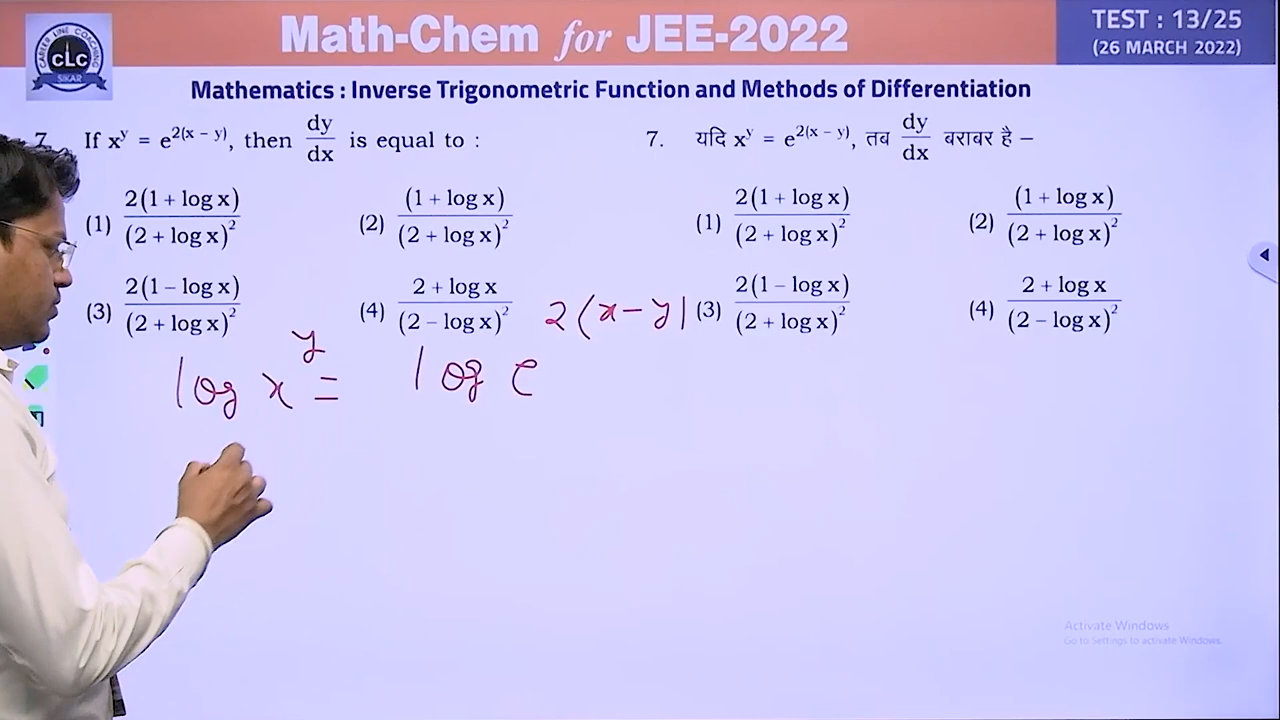 Math-Chem for JEE-2022
TEST : 13/25
(26 MARCH 2022)
CAREER LINE COACHING
CLC
SIKAR
Mathematics : Inverse Trigonometric Function and Methods of Differentiation
7. If x^y = e^{2(x – y)}, then dy/dx is equal to :
(1) 2(1 + log x)/(2 + log x)^2
(2) (1 + log x)/(2 + log x)^2
(3) 2(1 – log x)/(2 + log x)^2
(4) 2 + log x/(2 – log x)^2
7. यदि x^y = e^{2(x – y)}, तब dy/dx बराबर है –
(1) 2(1 + log x)/(2 + log x)^2
(2) (1 + log x)/(2 + log x)^2
(3) 2(1 – log x)/(2 + log x)^2
(4) 2 + log x/(2 – log x)^2
log x^y = log e^{2(x-y)}
Activate Windows
Go to Settings to activate Windows.